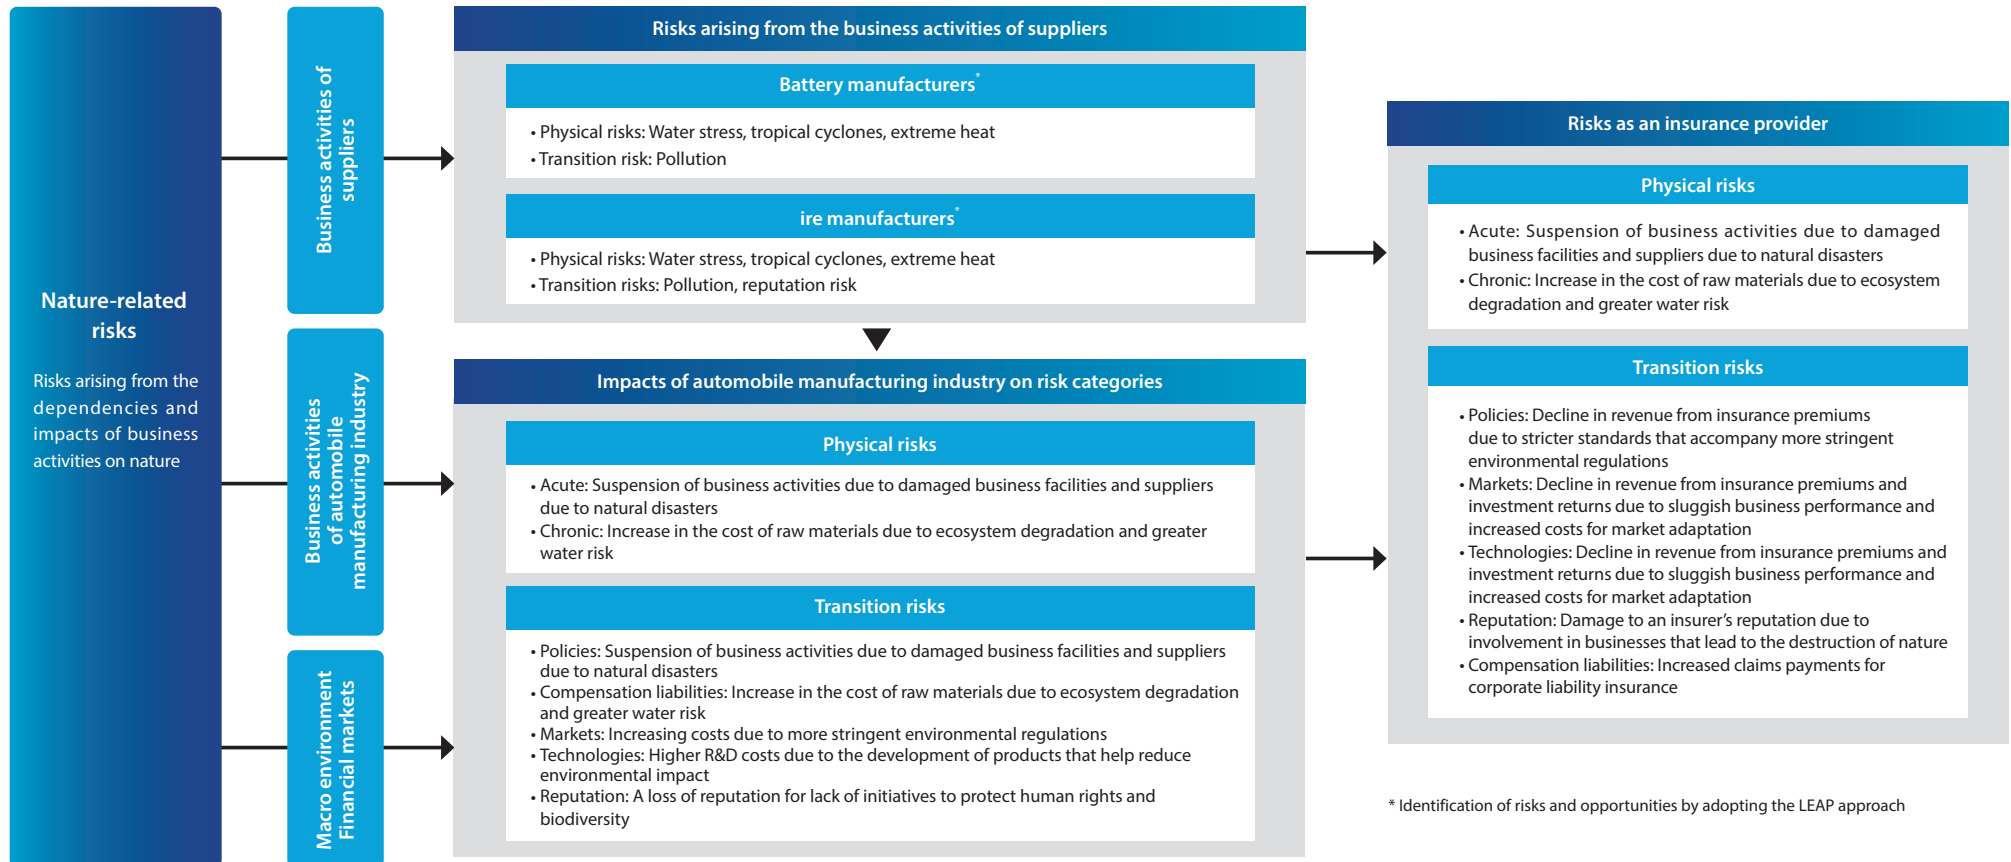 Nature-related
risks
Risks arising from the
dependencies and
impacts of business
activities on nature
Business activities of
suppliers
Business activities
of automobile
manufacturing industry
Macro environment
Financial markets
Risks arising from the business activities of suppliers
Battery manufacturers*
• Physical risks: Water stress, tropical cyclones, extreme heat
• Transition risk: Pollution
ire manufacturers*
• Physical risks: Water stress, tropical cyclones, extreme heat
• Transition risks: Pollution, reputation risk
Impacts of automobile manufacturing industry on risk categories
Physical risks
• Acute: Suspension of business activities due to damaged business facilities and suppliers
due to natural disasters
• Chronic: Increase in the cost of raw materials due to ecosystem degradation and greater
water risk
Transition risks
• Policies: Suspension of business activities due to damaged business facilities and suppliers
due to natural disasters
• Compensation liabilities: Increase in the cost of raw materials due to ecosystem degradation
and greater water risk
• Markets: Increasing costs due to more stringent environmental regulations
• Technologies: Higher R&D costs due to the development of products that help reduce
environmental impact
• Reputation: A loss of reputation for lack of initiatives to protect human rights and
biodiversity
Risks as an insurance provider
Physical risks
• Acute: Suspension of business activities due to damaged
business facilities and suppliers due to natural disasters
• Chronic: Increase in the cost of raw materials due to ecosystem
degradation and greater water risk
Transition risks
• Policies: Decline in revenue from insurance premiums
due to stricter standards that accompany more stringent
environmental regulations
• Markets: Decline in revenue from insurance premiums and
investment returns due to sluggish business performance and
increased costs for market adaptation
• Technologies: Decline in revenue from insurance premiums and
investment returns due to sluggish business performance and
increased costs for market adaptation
• Reputation: Damage to an insurer’s reputation due to
involvement in businesses that lead to the destruction of nature
• Compensation liabilities: Increased claims payments for
corporate liability insurance
* Identification of risks and opportunities by adopting the LEAP approach